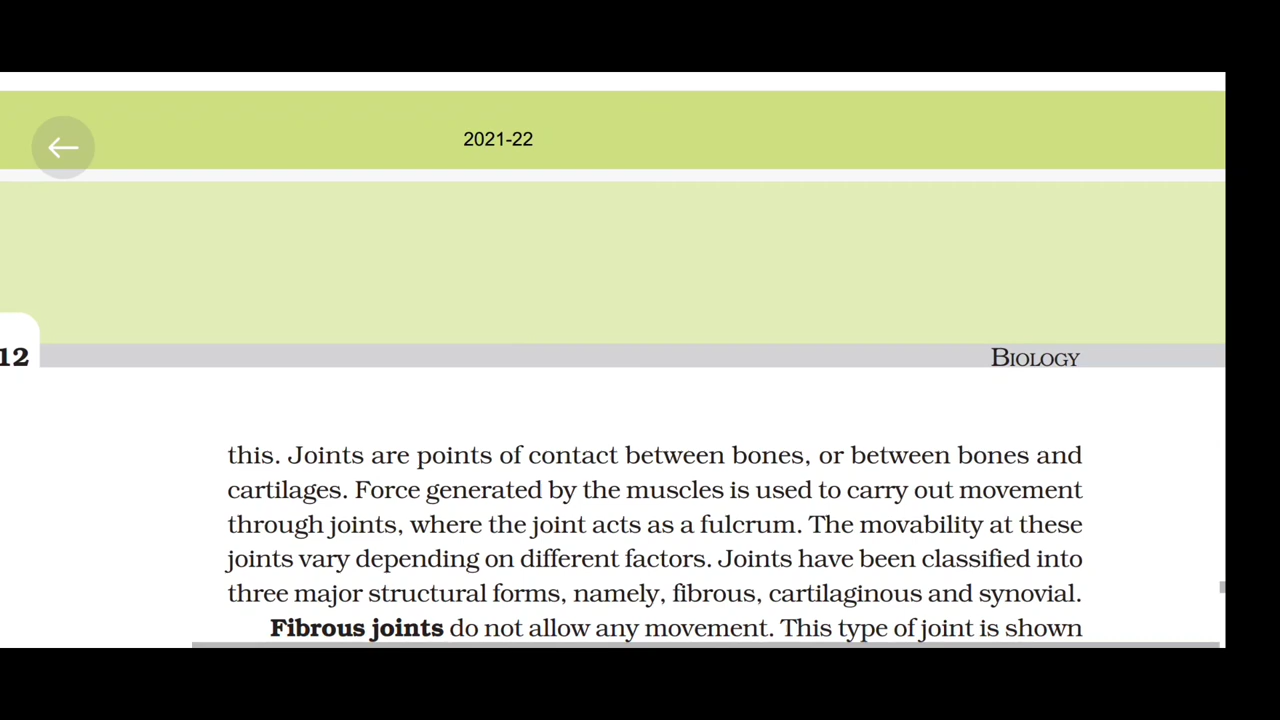 2021-22
12
BIOLOGY
this. Joints are points of contact between bones, or between bones and
cartilages. Force generated by the muscles is used to carry out movement
through joints, where the joint acts as a fulcrum. The movability at these
joints vary depending on different factors. Joints have been classified into
three major structural forms, namely, fibrous, cartilaginous and synovial.
Fibrous joints do not allow any movement. This type of joint is shown